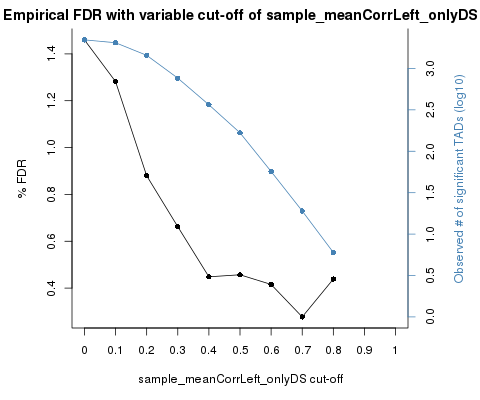 Empirical FDR with variable cut-off of sample_meanCorrLeft_onlyDS
% FDR
1.4
1.2
1.0
0.8
0.6
0.4
3.0
2.5
2.0
1.5
1.0
0.5
0.0
Observed # of significant TADs (log10)
0 0.1 0.2 0.3 0.4 0.5 0.6 0.7 0.8 0.9 1
sample_meanCorrLeft_onlyDS cut-off